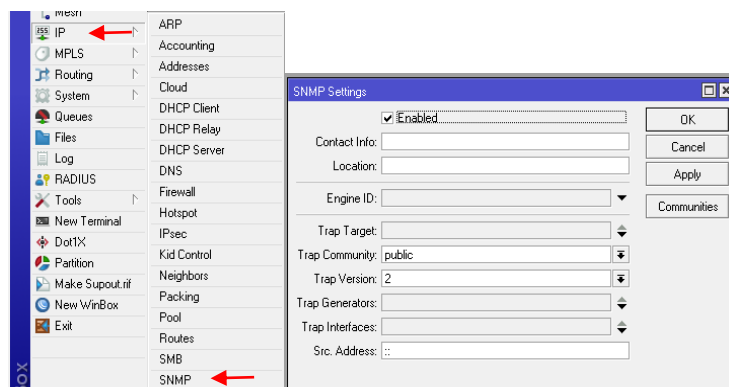 Mesh
IP
MPLS
Routing
System
Queues
Files
Log
RADIUS
Tools
New Terminal
Dot1X
Partition
Make Supout.rif
New WinBox
Exit
ARP
Accounting
Addresses
Cloud
DHCP Client
DHCP Relay
DHCP Server
DNS
Firewall
Hotspot
IPsec
Kid Control
Neighbors
Packing
Pool
Routes
SMB
SNMP
SNMP Settings
Enabled
Contact Info:
Location:
Engine ID:
Trap Target:
Trap Community: public
Trap Version: 2
Trap Generators:
Trap Interfaces:
Src. Address: ::
OK
Cancel
Apply
Communities
255
BOX